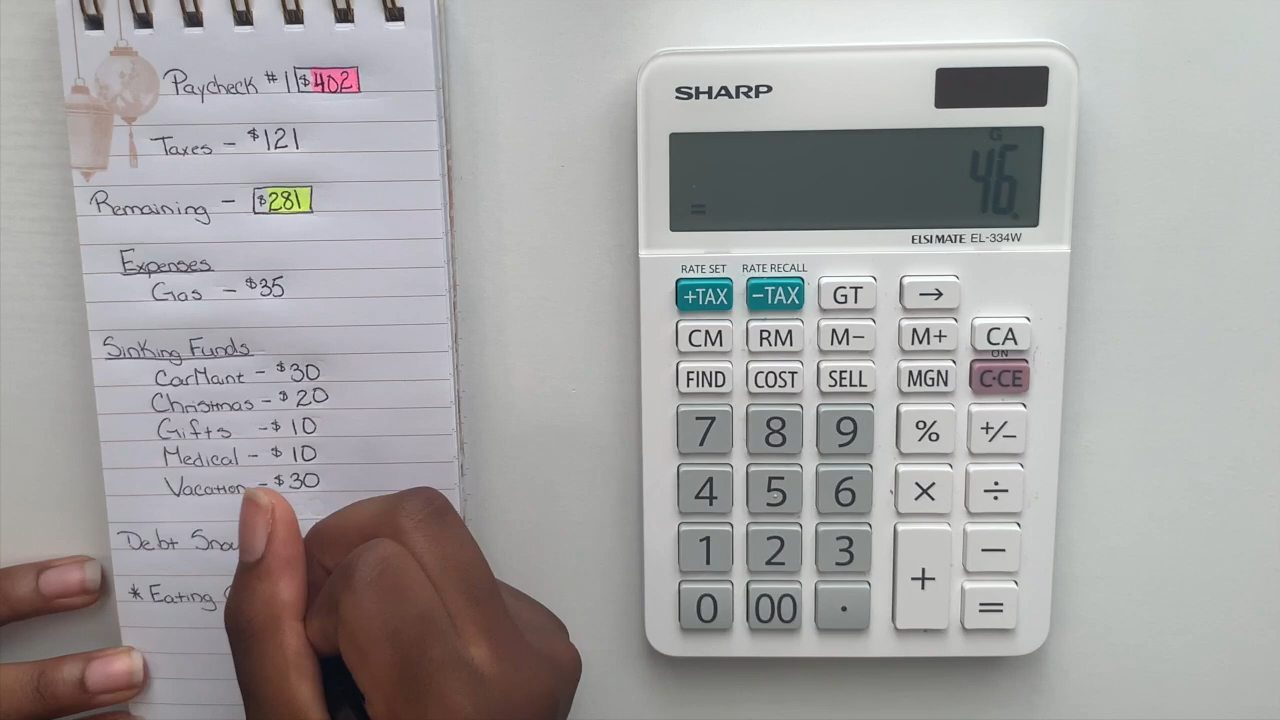 Paycheck #1 $402
Taxes - $121
Remaining - $281
Expenses
Gas - $35
Sinking Funds
CarMaint - $30
Christmas - $20
Gifts - $10
Medical - $10
Vacation - $30
Debt
* Eating
SHARP
G
46.
=
ELSI MATE EL-334W
RATE SET RATE RECALL
+TAX -TAX GT →
CM RM M- M+ CA
ON
FIND COST SELL MGN C·CE
7 8 9 % +/-
4 5 6 × ÷
1 2 3 + −
0 00 · =